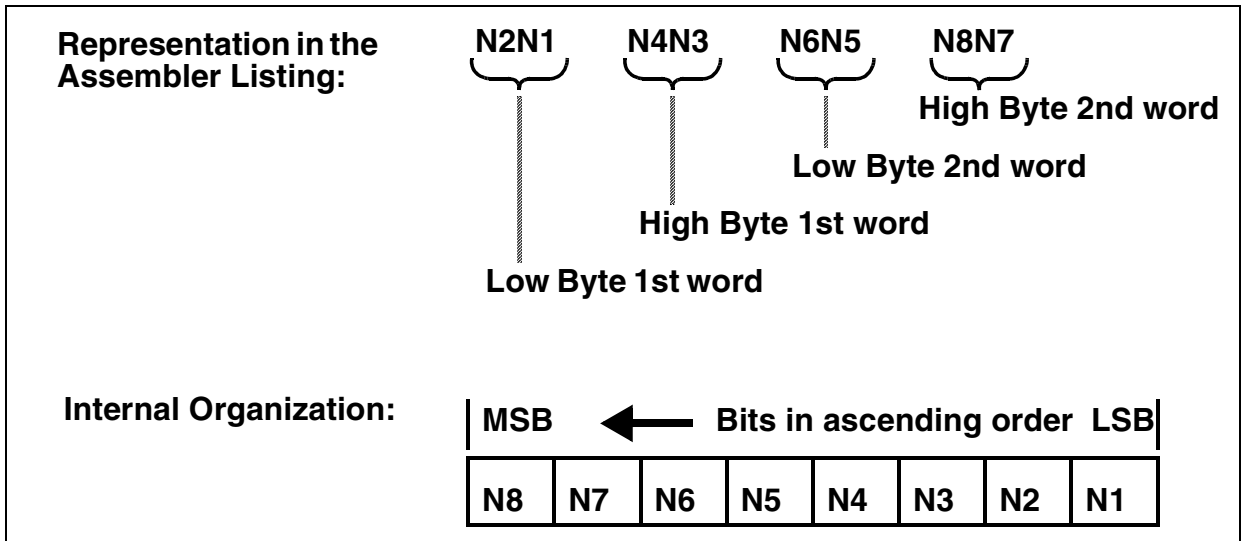 Representation in the N2N1 N4N3 N6N5 N8N7
Assembler Listing:
High Byte 2nd word
Low Byte 2nd word
High Byte 1st word
Low Byte 1st word
Internal Organization: MSB Bits in ascending order LSB
N8 N7 N6 N5 N4 N3 N2 N1